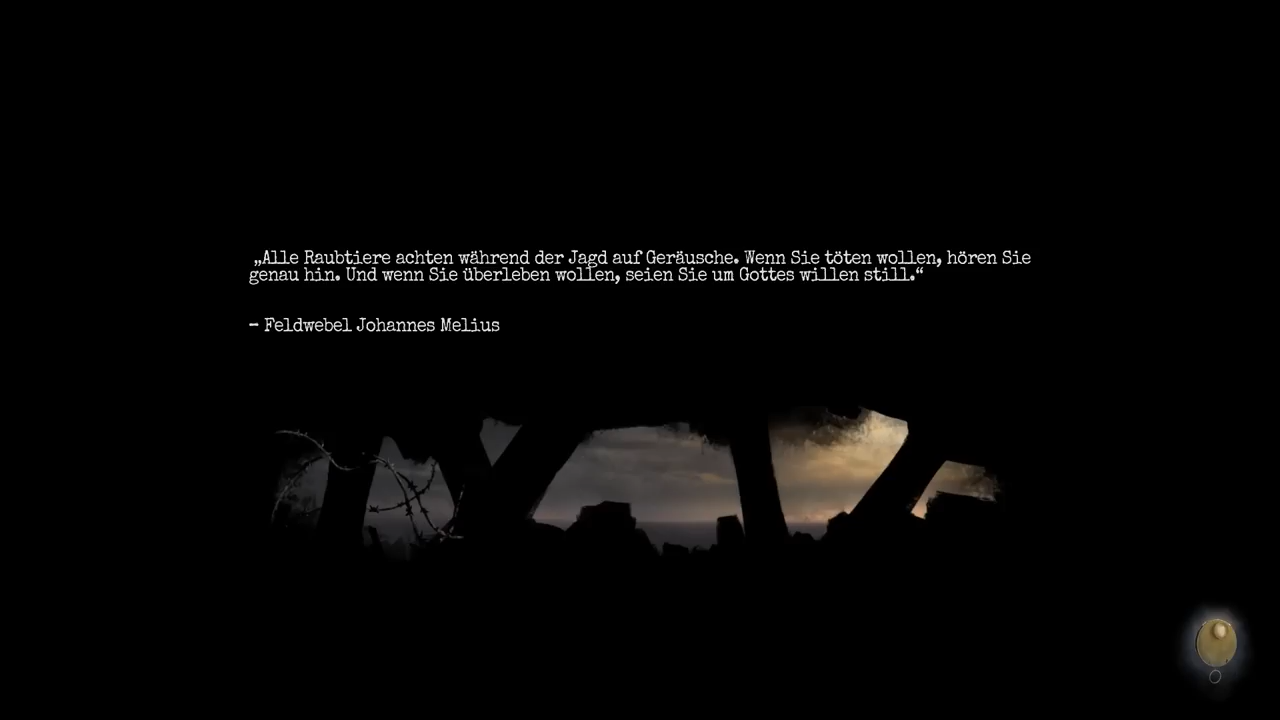 „Alle Raubtiere achten während der Jagd auf Geräusche. Wenn Sie töten wollen, hören Sie
genau hin. Und wenn Sie überleben wollen, seien Sie um Gottes willen still.“
– Feldwebel Johannes Melius